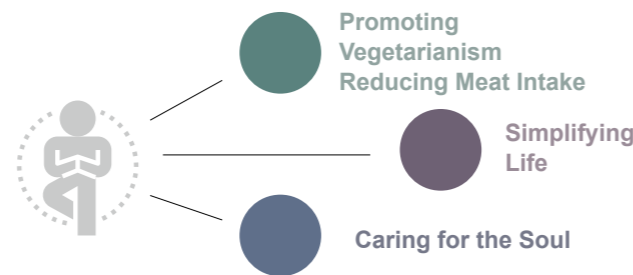 Promoting
Vegetarianism
Reducing Meat Intake
Simplifying
Life
Caring for the Soul